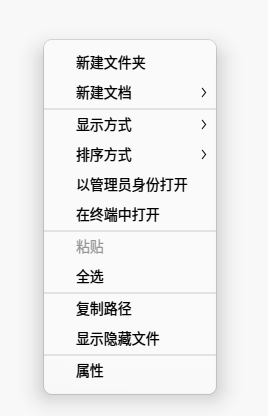 新建文件夹
新建文档
显示方式
排序方式
以管理员身份打开
在终端中打开
粘贴
全选
复制路径
显示隐藏文件
属性